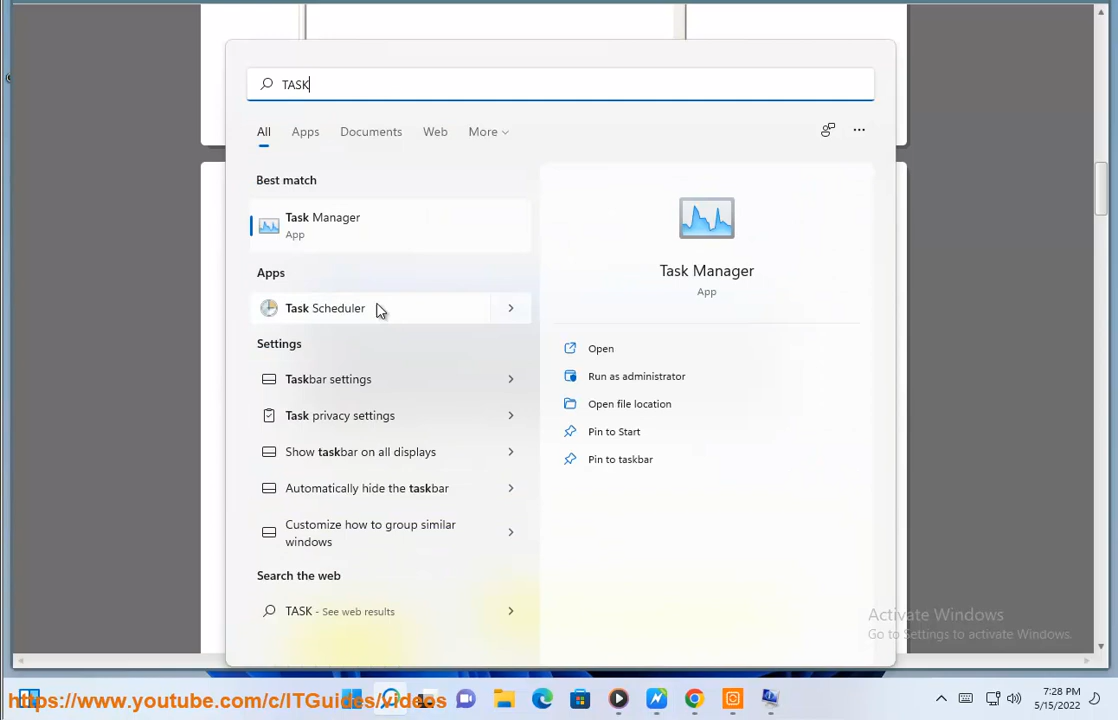 TASK
All Apps Documents Web More
Best match
Task Manager
App
Apps
Task Scheduler
Settings
Taskbar settings
Task privacy settings
Show taskbar on all displays
Automatically hide the taskbar
Customize how to group similar
windows
Search the web
TASK - See web results
Task Manager
App
Open
Run as administrator
Open file location
Pin to Start
Pin to taskbar
Activate Windows
Go to Settings to activate Windows.
https://www.youtube.com/c/ITGuides/videos
7:28 PM
5/15/2022